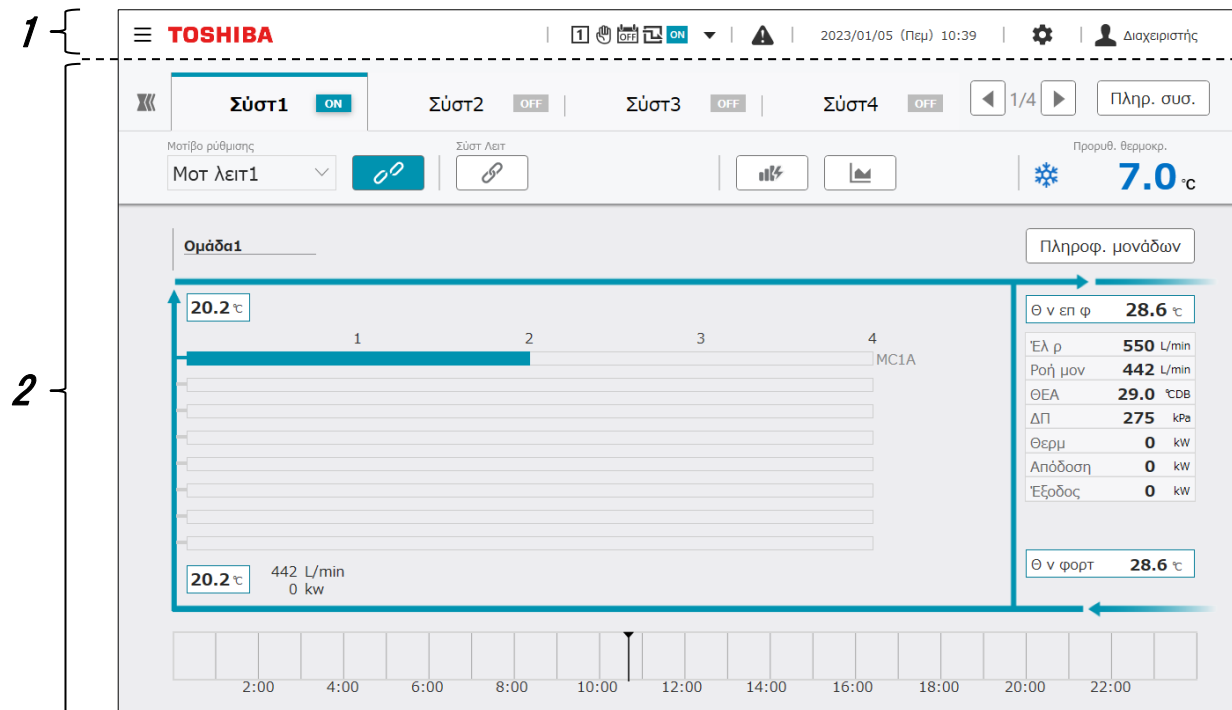 1
TOSHIBA 1 OFF ON 2023/01/05 (Πεμ) 10:39 Διαχειριστής
2
Σύστ1 ON Σύστ2 OFF Σύστ3 OFF Σύστ4 OFF 1/4 Πληρ. συσ.
Ματίβο ρύθμισης Σύστ Λειτ Προρυθ. θερμοκρ.
Μοτ λειτ1 7.0 °C
Ομάδα1 Πληροφ. μονάδων
20.2 ℃ Θ ν επ φ 28.6 ℃
1 2 3 4
MC1A
Έλ ρ 550 L/min
Ροή μον 442 L/min
ΘΕΑ 29.0 ℃DB
ΔΠ 275 kPa
Θερμ 0 kW
Απόδοση 0 kW
Έξοδος 0 kW
20.2 ℃ 442 L/min
0 kw
Θ ν φορτ 28.6 ℃
2:00 4:00 6:00 8:00 10:00 12:00 14:00 16:00 18:00 20:00 22:00